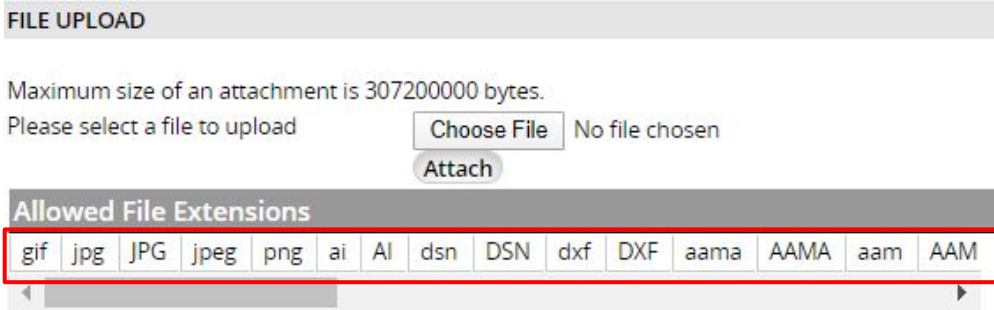 FILE UPLOAD
Maximum size of an attachment is 307200000 bytes.
Please select a file to upload Choose File No file chosen
Attach
Allowed File Extensions
gif jpg JPG jpeg png ai AI dsn DSN dxf DXF aama AAMA aam AAM